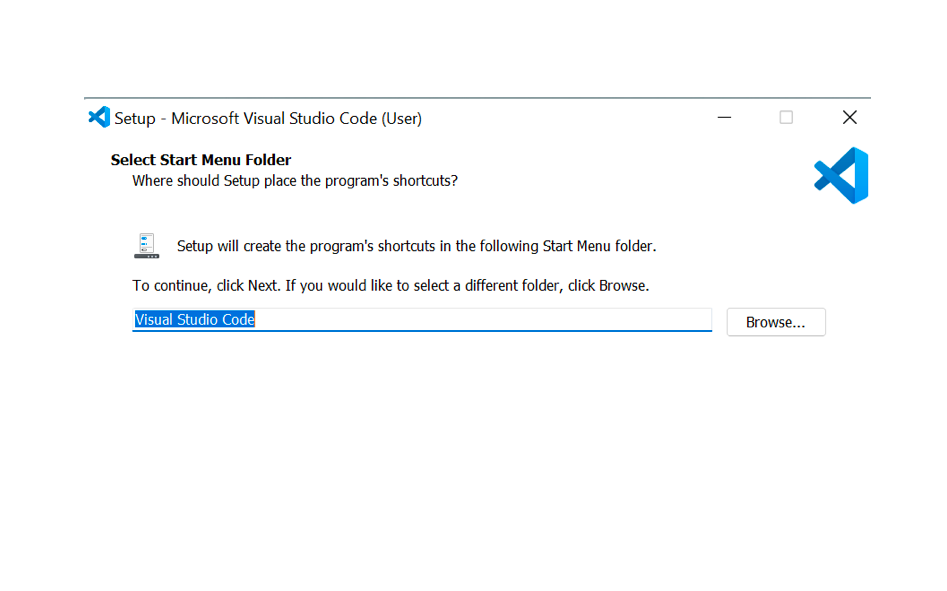 Setup - Microsoft Visual Studio Code (User)
Select Start Menu Folder
Where should Setup place the program's shortcuts?
Setup will create the program's shortcuts in the following Start Menu folder.
To continue, click Next. If you would like to select a different folder, click Browse.
Visual Studio Code
Browse...